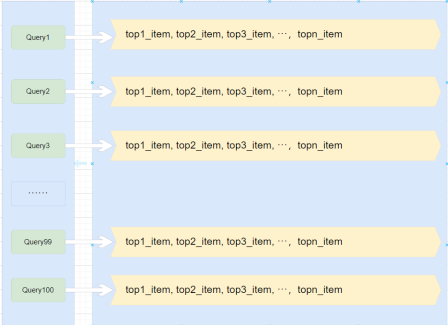 Query1 top1_item, top2_item, top3_item, ···, topn_item
Query2 top1_item, top2_item, top3_item, ···, topn_item
Query3 top1_item, top2_item, top3_item, ···, topn_item
······
Query99 top1_item, top2_item, top3_item, ···, topn_item
Query100 top1_item, top2_item, top3_item, ···, topn_item